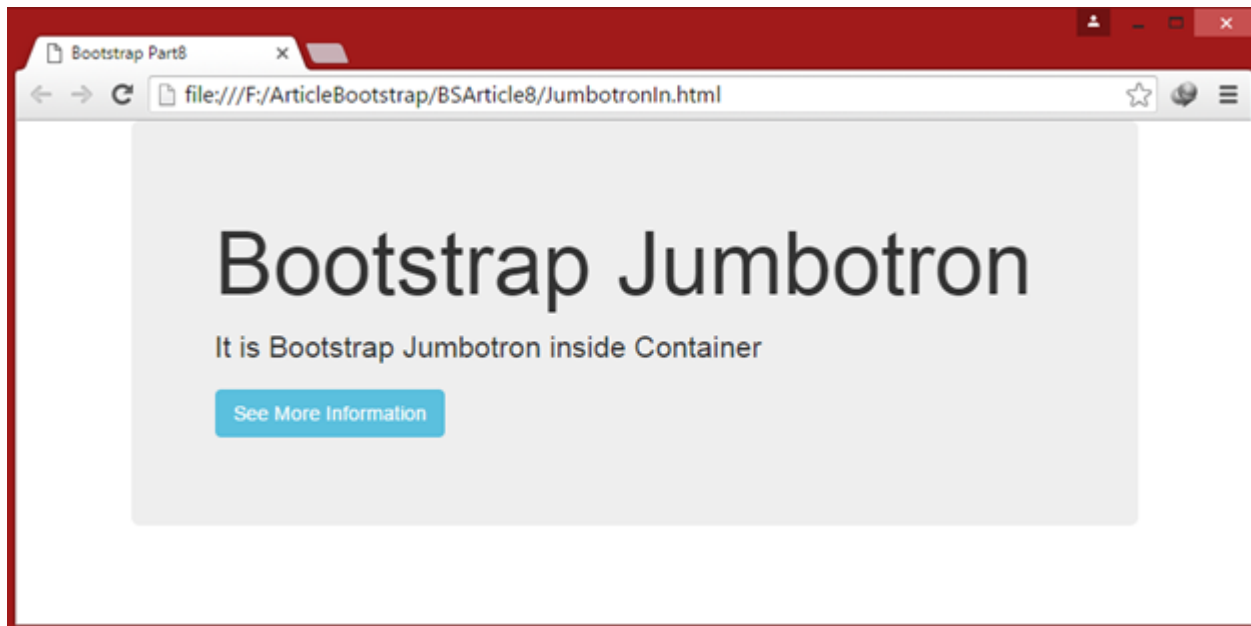 Bootstrap Part8
file:///F:/ArticleBootstrap/BSArticle8/JumbotronIn.html
Bootstrap Jumbotron
It is Bootstrap Jumbotron inside Container
See More Information